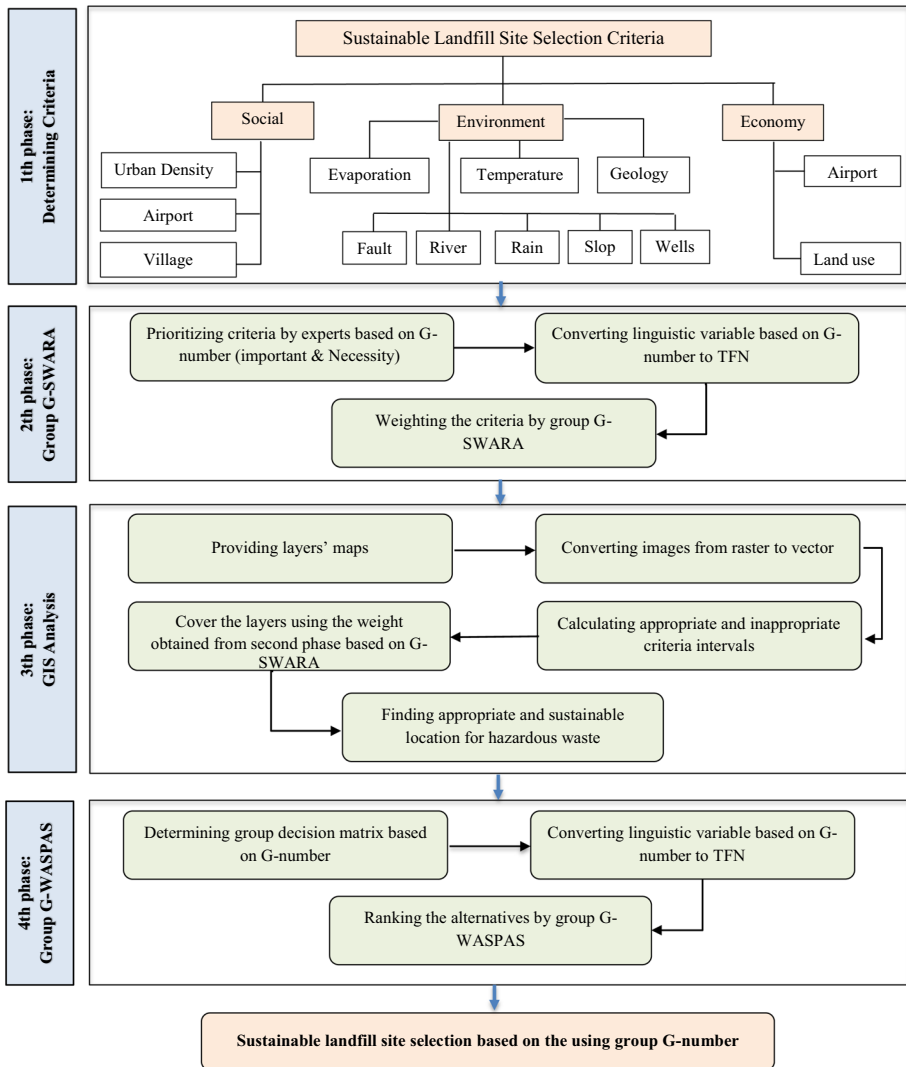 1th phase:
Determining Criteria
Sustainable Landfill Site Selection Criteria
Social
Environment
Economy
Urban Density
Airport
Village
Evaporation
Temperature
Geology
Fault
River
Rain
Slop
Wells
Airport
Land use
2th phase:
Group G-SWARA
Prioritizing criteria by experts based on G-
number (important & Necessity)
Converting linguistic variable based on G-
number to TFN
Weighting the criteria by group G-
SWARA
3th phase:
GIS Analysis
Providing layers’ maps
Converting images from raster to vector
Cover the layers using the weight
obtained from second phase based on G-
SWARA
Calculating appropriate and inappropriate
criteria intervals
Finding appropriate and sustainable
location for hazardous waste
4th phase:
Group G-WASPAS
Determining group decision matrix based
on G-number
Converting linguistic variable based on G-
number to TFN
Ranking the alternatives by group G-
WASPAS
Sustainable landfill site selection based on the using group G-number